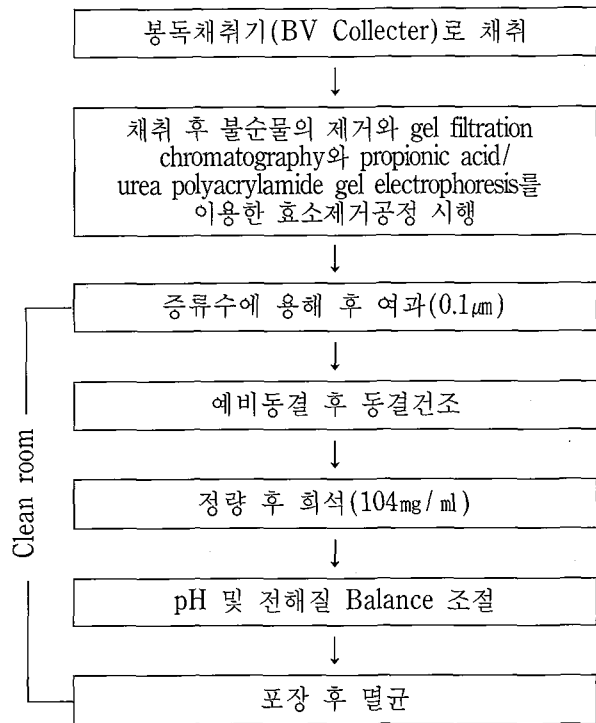 봉독채취기(BV Collecter)로 채취
채취 후 불순물의 제거와 gel filtration
chromatography와 propionic acid/
urea polyacrylamide gel electrophoresis를
이용한 효소제거공정 시행
증류수에 용해 후 여과(0.1㎛)
예비동결 후 동결건조
정량 후 희석(104㎎/ml)
pH 및 전해질 Balance 조절
포장 후 멸균
Clean room